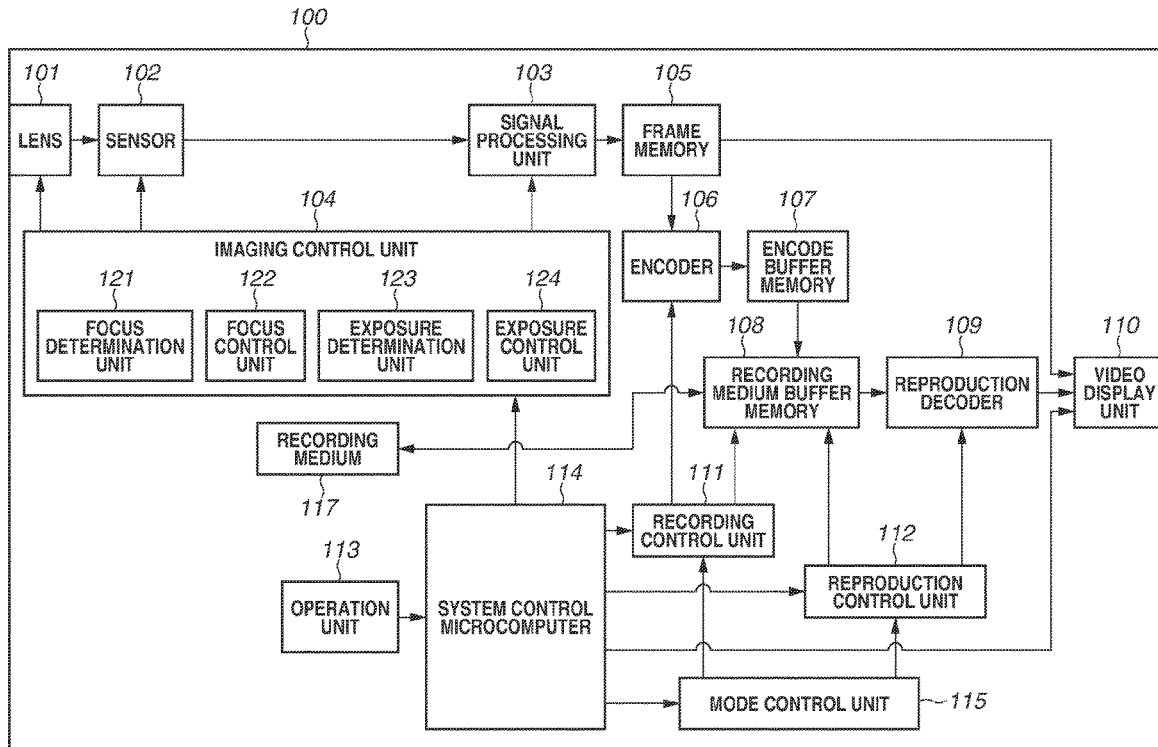 100
101
102
103
105
LENS
SENSOR
SIGNAL
PROCESSING
UNIT
FRAME
MEMORY
104
106
107
IMAGING CONTROL UNIT
ENCODER
ENCODE
BUFFER
MEMORY
121
122
123
124
FOCUS
DETERMINATION
UNIT
FOCUS
CONTROL
UNIT
EXPOSURE
DETERMINATION
UNIT
EXPOSURE
CONTROL
UNIT
108
109
110
RECORDING
MEDIUM BUFFER
MEMORY
REPRODUCTION
DECODER
VIDEO
DISPLAY
UNIT
RECORDING
MEDIUM
117
114
111
RECORDING
CONTROL UNIT
113
112
OPERATION
UNIT
SYSTEM CONTROL
MICROCOMPUTER
REPRODUCTION
CONTROL UNIT
MODE CONTROL UNIT
115